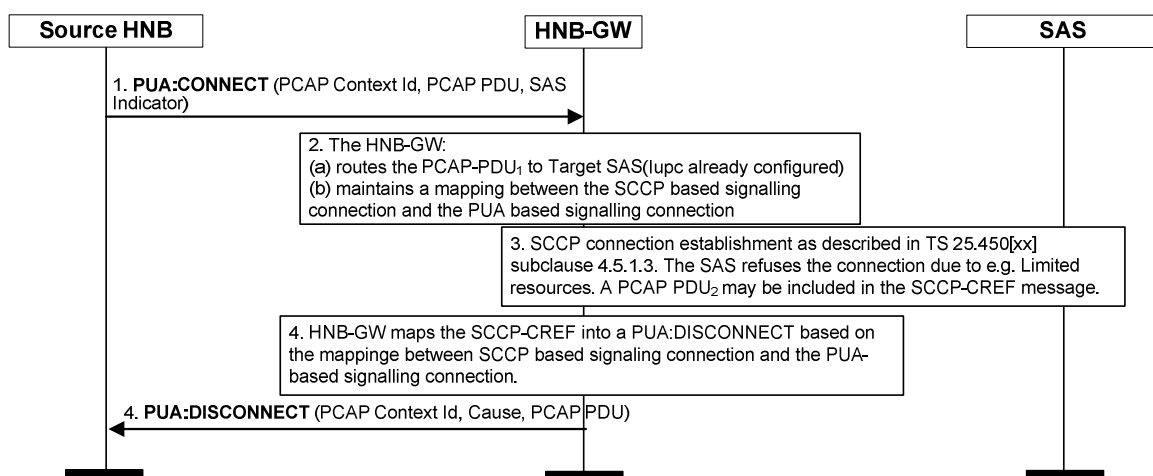 Source HNB
HNB-GW
SAS
1. PUA:CONNECT (PCAP Context Id, PCAP PDU, SAS
Indicator)
2. The HNB-GW:
(a) routes the PCAP-PDU₁ to Target SAS(Iupc already configured)
(b) maintains a mapping between the SCCP based signalling
connection and the PUA based signalling connection
3. SCCP connection establishment as described in TS 25.450[xx]
subclause 4.5.1.3. The SAS refuses the connection due to e.g. Limited
resources. A PCAP PDU₂ may be included in the SCCP-CREF message.
4. HNB-GW maps the SCCP-CREF into a PUA:DISCONNECT based on
the mappinge between SCCP based signaling connection and the PUA-
based signalling connection.
4. PUA:DISCONNECT (PCAP Context Id, Cause, PCAP PDU)